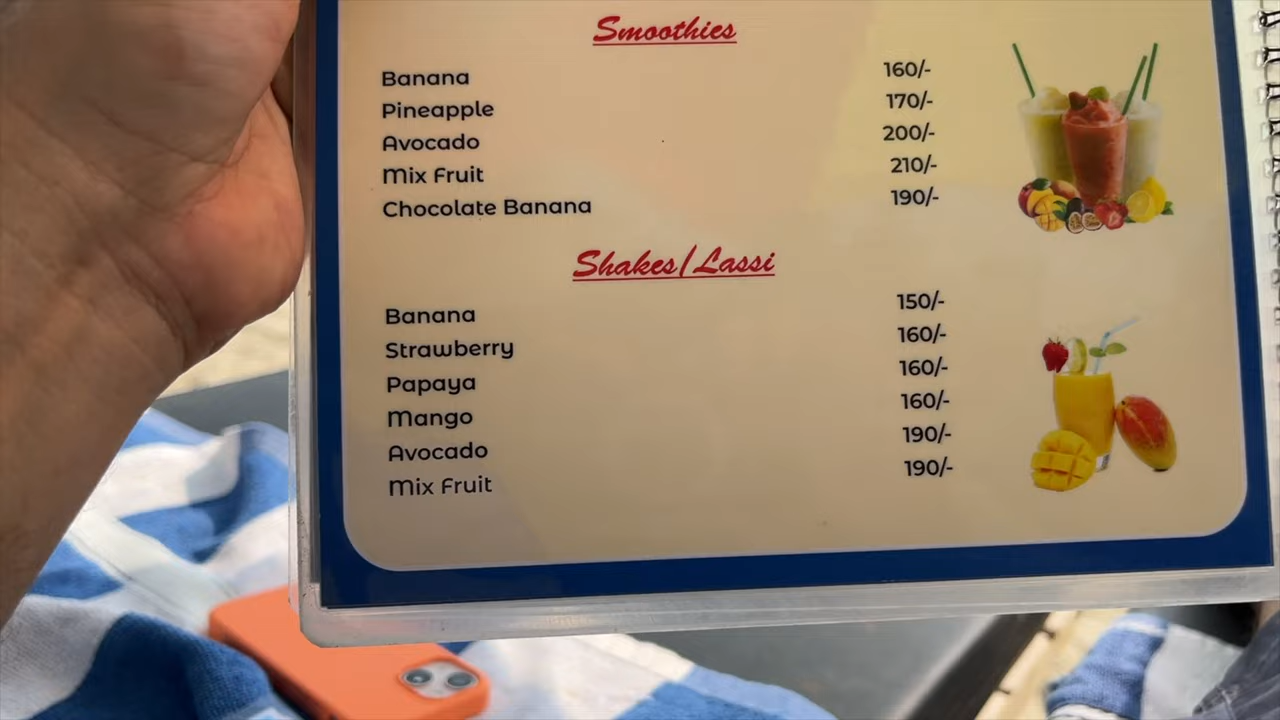 Smoothies
Banana 160/-
Pineapple 170/-
Avocado 200/-
Mix Fruit 210/-
Chocolate Banana 190/-
Shakes/Lassi
Banana 150/-
Strawberry 160/-
Papaya 160/-
Mango 160/-
Avocado 190/-
Mix Fruit 190/-